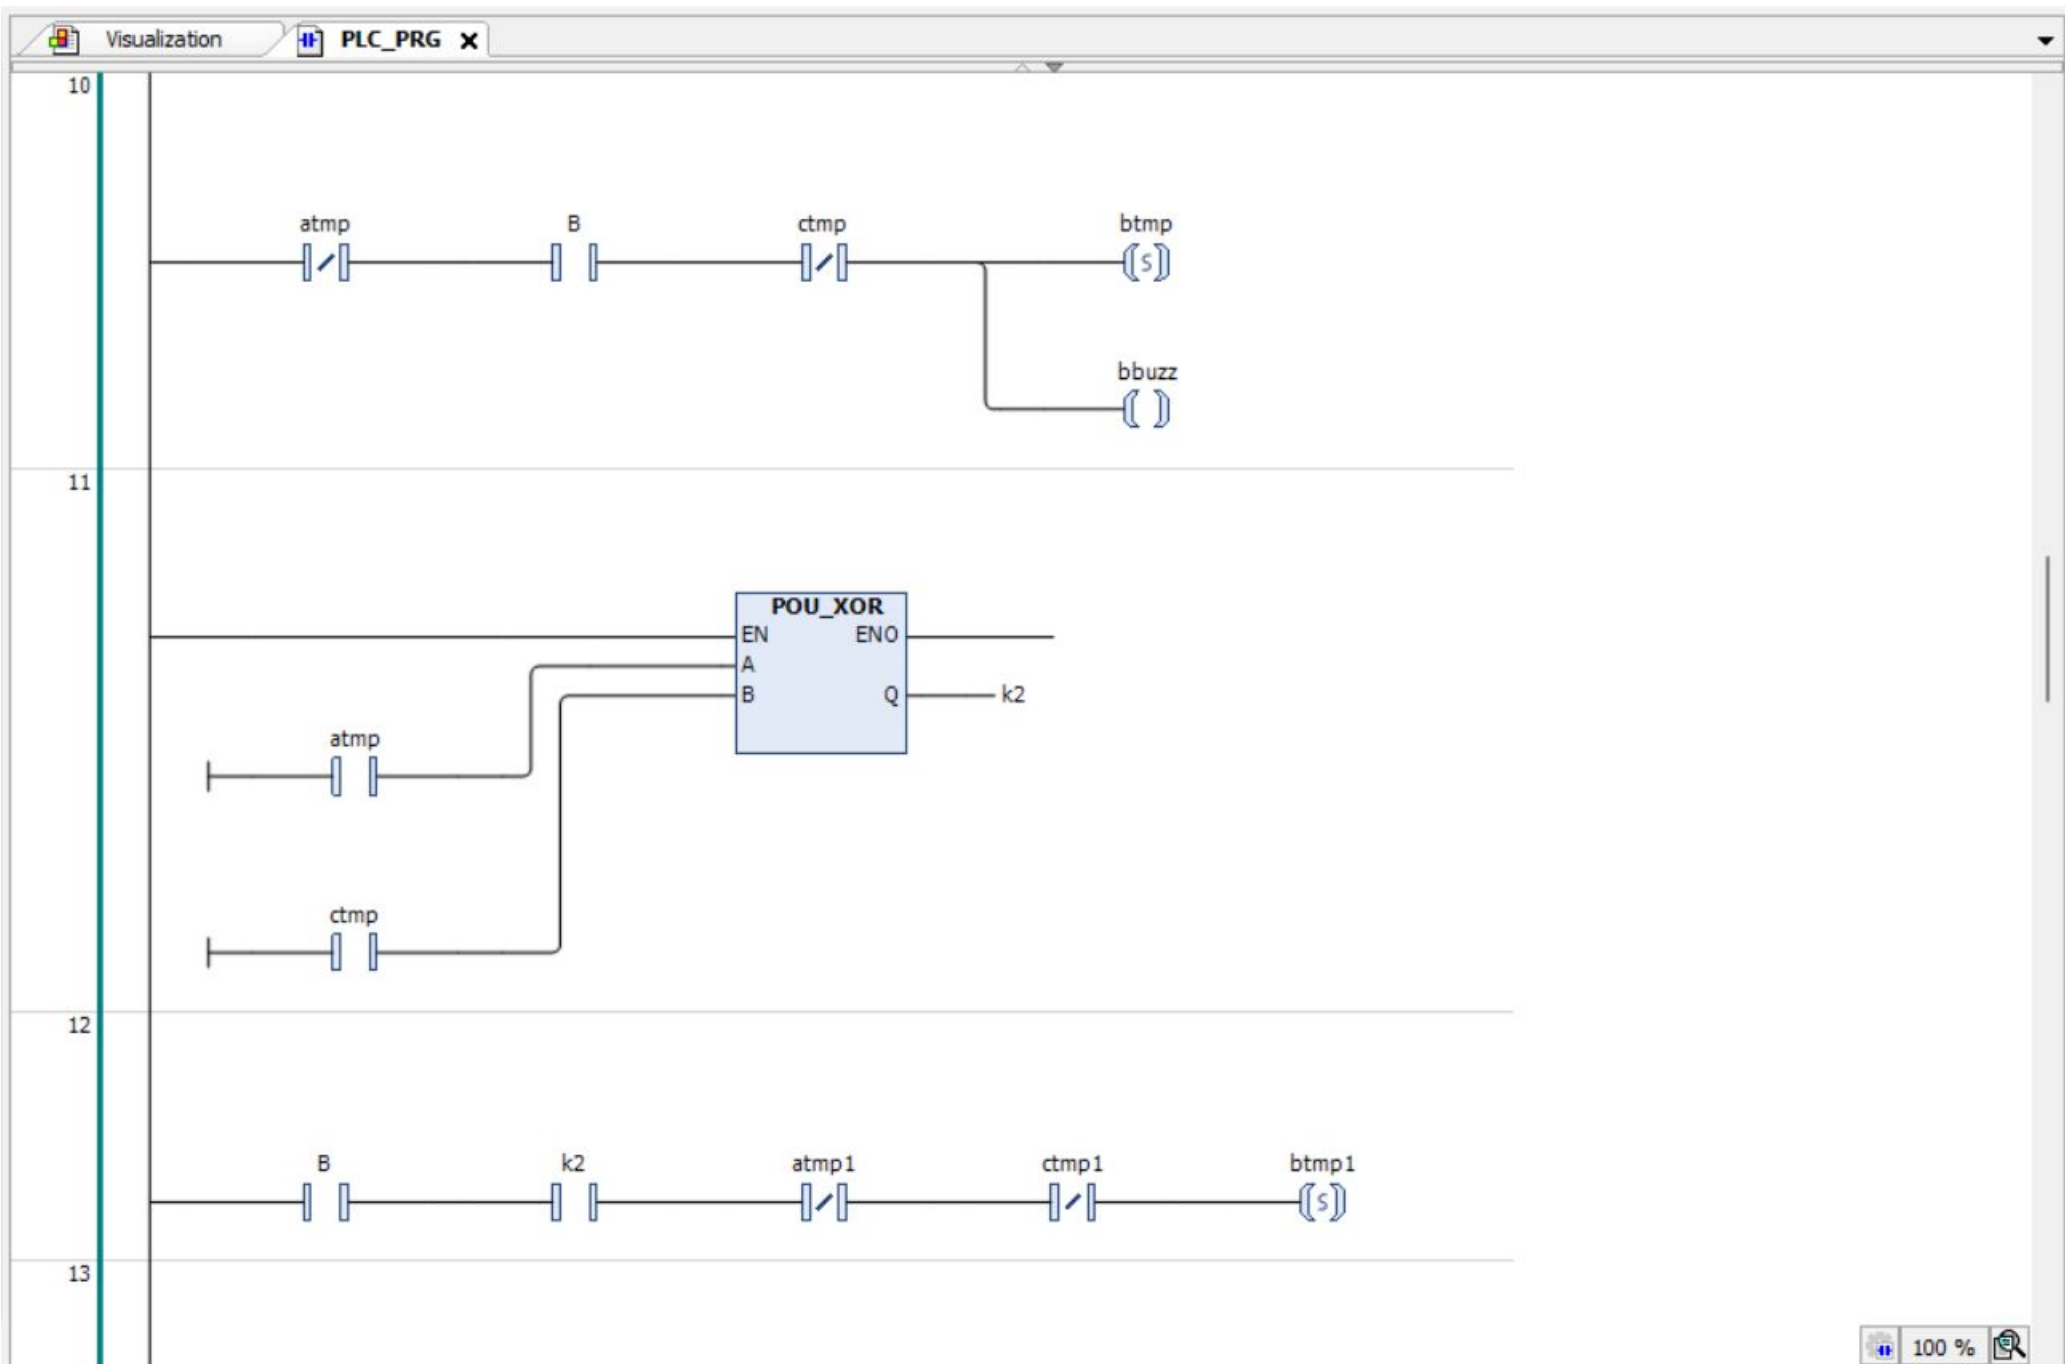 Visualization PLC_PRG
10
atmp B ctmp btmp
S
bbuzz
11
POU_XOR
EN ENO
A
B Q k2
atmp
ctmp
12
B k2 atmp1 ctmp1 btmp1
S
13
100 %